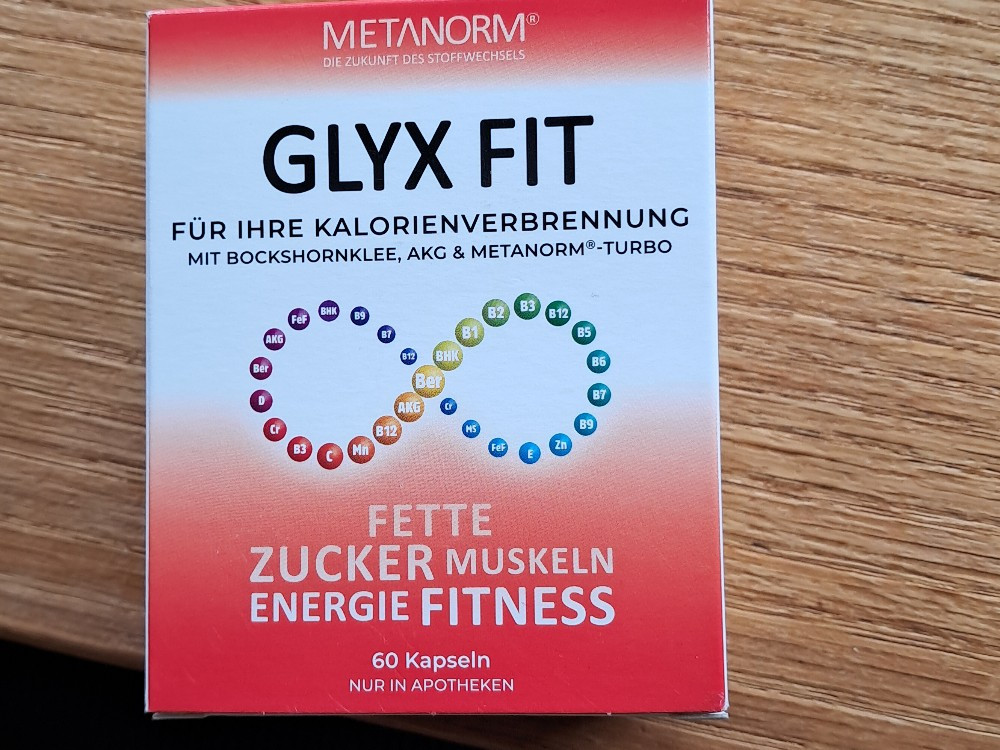 METANORM®
DIE ZUKUNFT DES STOFFWECHSELS
GLYX FIT
FÜR IHRE KALORIENVERBRENNUNG
MIT BOCKSHORNKLEE, AKG & METANORM®-TURBO
FeF BHK B9 B7 B12
AKG Ber D Cr B3 C Mn B12 AKG Ber BHK B1 B2 B3 B12 B5 B6 B7 B9 Zn E FeF MS Cr
FETTE
ZUCKER MUSKELN
ENERGIE FITNESS
60 Kapseln
NUR IN APOTHEKEN